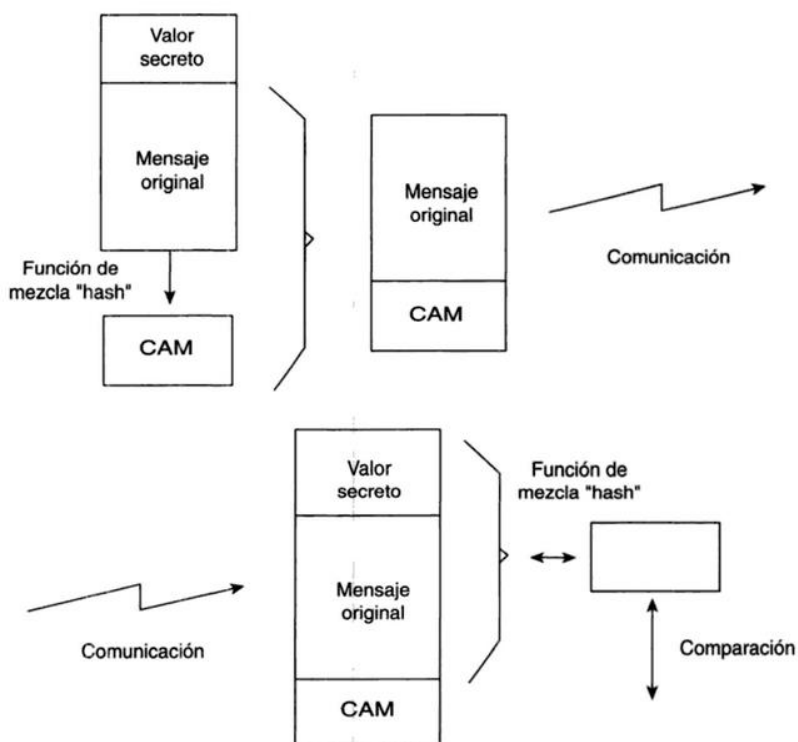 Valor
secreto
Mensaje
original
Función de
mezcla "hash"
CAM
Mensaje
original
CAM
Comunicación
Valor
secreto
Función de
mezcla "hash"
Mensaje
original
Comunicación
Comparación
CAM